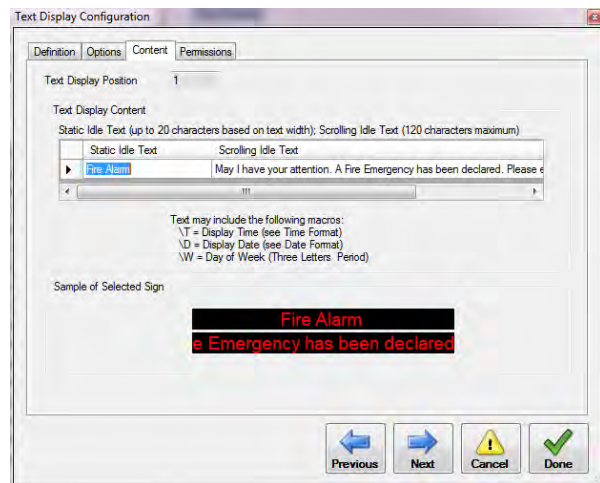 Text Display Configuration
Definition Options Content Permissions
Text Display Position 1
Text Display Content
Static Idle Text (up to 20 characters based on text width); Scrolling Idle Text (120 characters maximum)
Static Idle Text Scrolling Idle Text
Fire Alarm May I have your attention. A Fire Emergency has been declared. Please e
Text may include the following macros:
\T = Display Time (see Time Format)
\D = Display Date (see Date Format)
\W = Day of Week (Three Letters Period)
Sample of Selected Sign
Fire Alarm
e Emergency has been declared
Previous Next Cancel Done